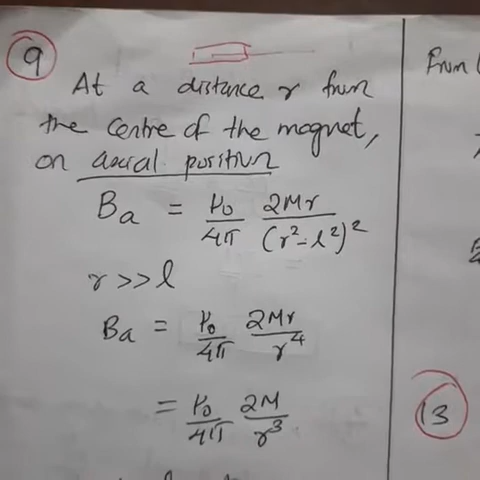 9
At a distance r from
the centre of the magnet,
on axial position
Ba = μ0/4π 2Mr/(r²-l²)²
r >> l
Ba = μ0/4π 2Mr/r⁴
= μ0/4π 2M/r³
From
13